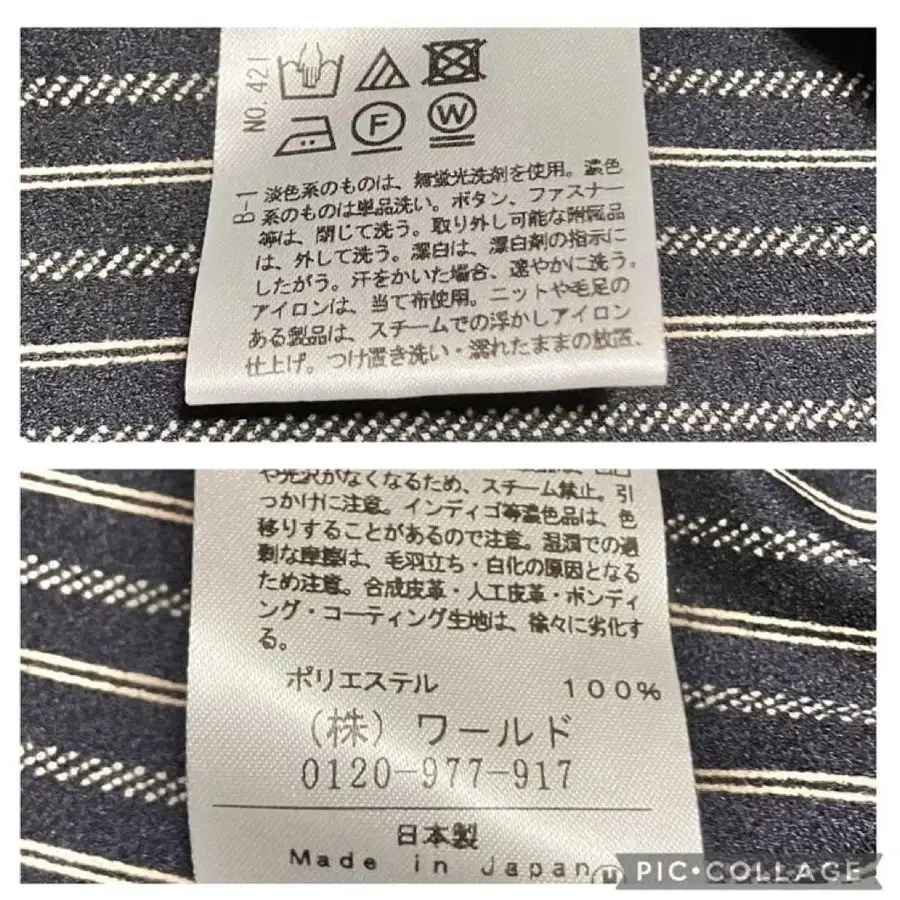 NO.421
F
W
B-1
淡色系のものは、無蛍光洗剤を使用。濃色
系のものは単品洗い。ボタン、ファスナー
等は、閉じて洗う。取り外し可能な附属品
は、外して洗う。漂白は、漂白剤の指示に
したがう。汗をかいた場合、速やかに洗う。
アイロンは、当て布使用。ニットや毛足の
ある製品は、スチームでの浮かしアイロン
仕上げ。つけ置き洗い・濡れたままの放置、
や光沢がなくなるため、スチーム禁止。引
っかけに注意。インディゴ等濃色品は、色
移りすることがあるので注意。湿潤での過
剰な摩擦は、毛羽立ち・白化の原因となる
ため注意。合成皮革・人工皮革・ボンディ
ング・コーティング生地は、徐々に劣化す
る。
ポリエステル 100%
(株)ワールド
0120-977-917
日本製
Made in Japan
PIC•COLLAGE